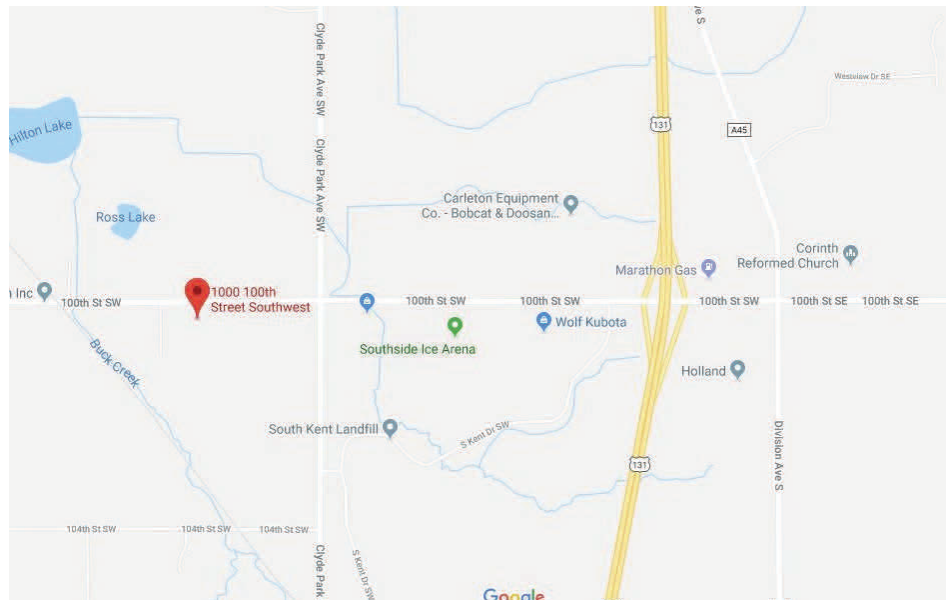 ve S
Clyde Park Ave SW
Westview Dr SE
131
A45
Hilton Lake
Clyde Park Ave SW
Carleton Equipment
Co. - Bobcat & Doosan...
Ross Lake
Corinth
Reformed Church
Marathon Gas
n Inc
1000 100th
Street Southwest
100th St SW
100th St SW
100th St SW
100th St SW
100th St SE
100th St SE
Wolf Kubota
Southside Ice Arena
Buck Creek
Holland
South Kent Landfill
S Kent Dr SW
Division Ave S
131
104th St SW
104th St SW
104th St SW
Clyde Park
S Kent Dr SW
Google